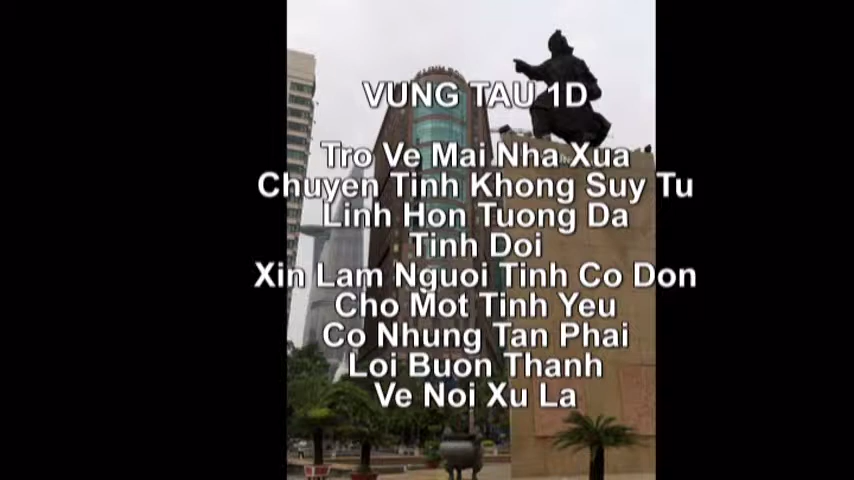 VUNG TAU 1D
Tro Ve Mai Nha Xua
Chuyen Tinh Khong Suy Tu
Linh Hon Tuong Da
Tinh Doi
Xin Lam Nguoi Tinh Co Don
Cho Mot Tinh Yeu
Co Nhung Tan Phai
Loi Buon Thanh
Ve Noi Xu La